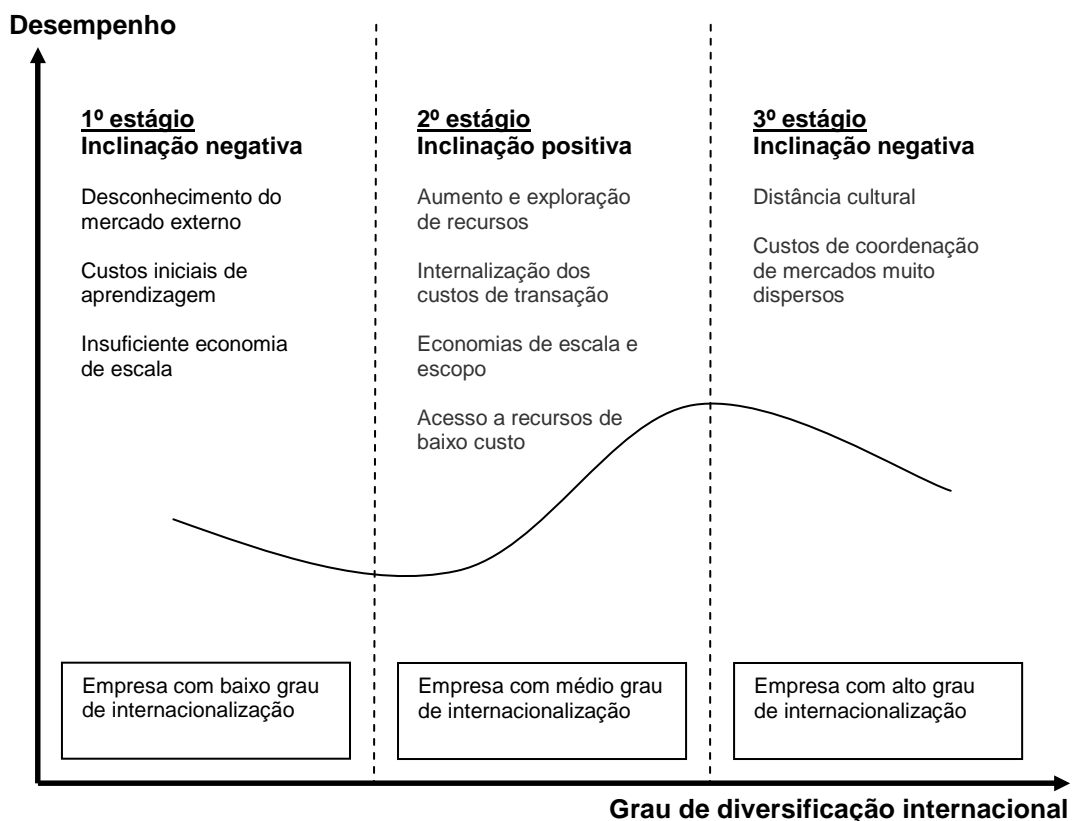 Desempenho
1º estágio
Inclinação negativa
Desconhecimento do
mercado externo
Custos iniciais de
aprendizagem
Insuficiente economia
de escala
2º estágio
Inclinação positiva
Aumento e exploração
de recursos
Internalização dos
custos de transação
Economias de escala e
escopo
Acesso a recursos de
baixo custo
3º estágio
Inclinação negativa
Distância cultural
Custos de coordenação
de mercados muito
dispersos
Empresa com baixo grau
de internacionalização
Empresa com médio grau
de internacionalização
Empresa com alto grau
de internacionalização
Grau de diversificação internacional